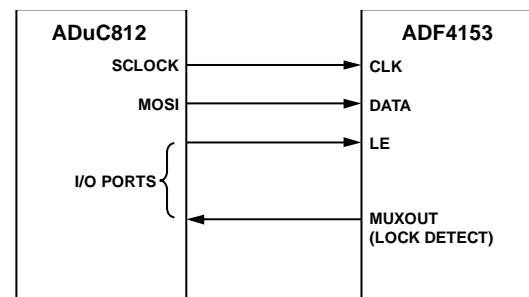 ADuC812
ADF4153
SCLOCK
CLK
MOSI
DATA
LE
I/O PORTS
MUXOUT
(LOCK DETECT)